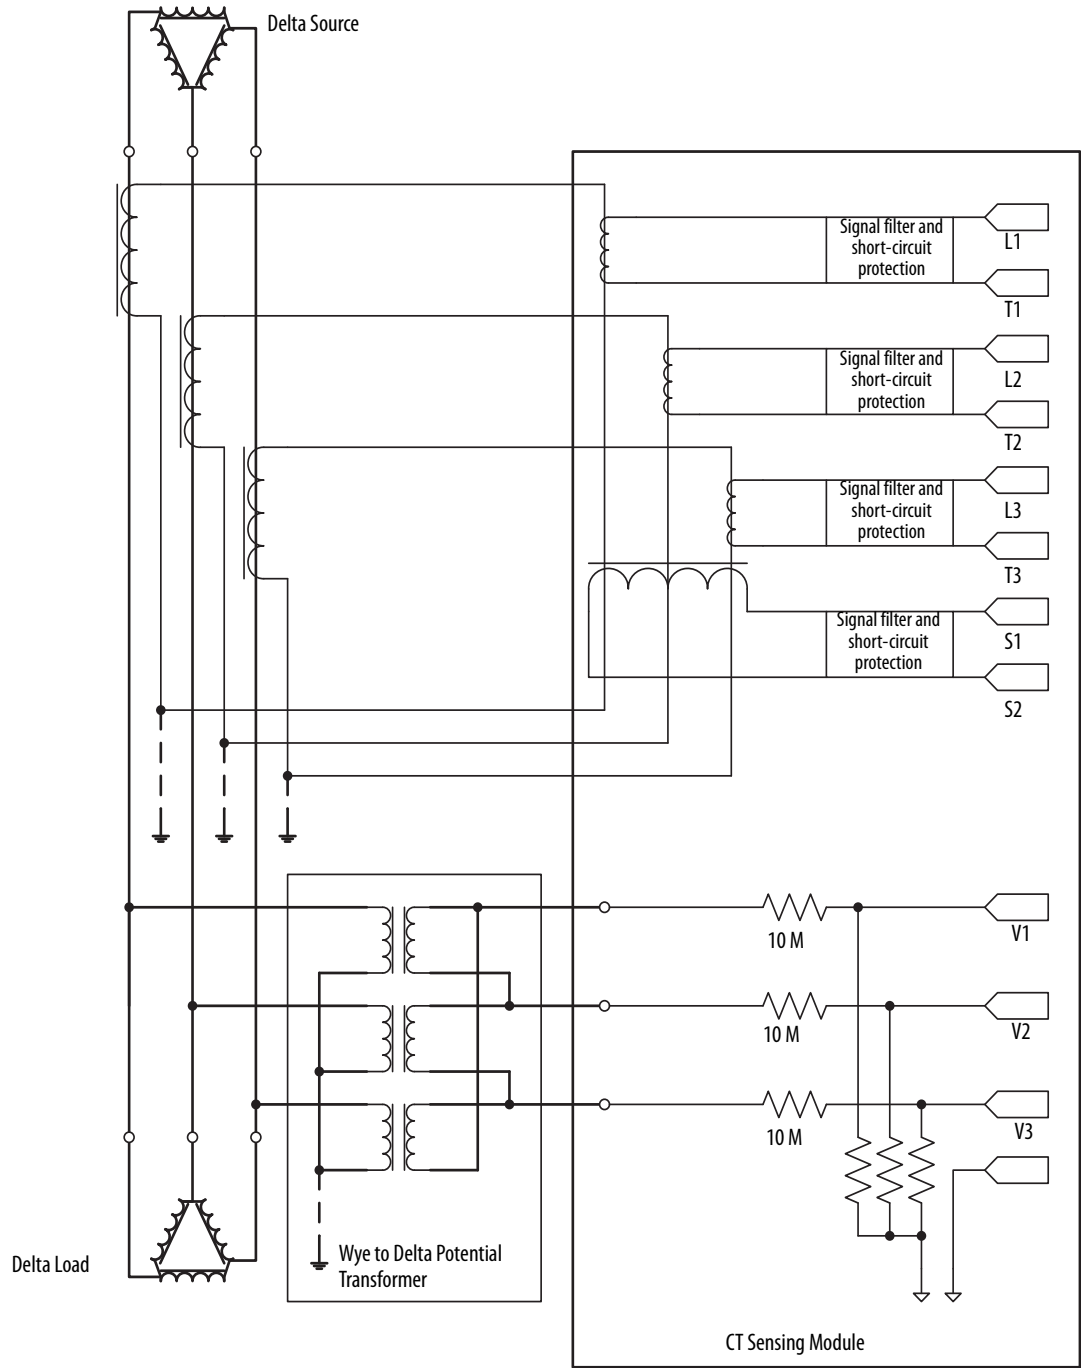 Delta Source
Signal filter and
short-circuit
protection
L1
T1
Signal filter and
short-circuit
protection
L2
T2
Signal filter and
short-circuit
protection
L3
T3
Signal filter and
short-circuit
protection
S1
S2
10 M
V1
10 M
V2
10 M
V3
Wye to Delta Potential
Transformer
Delta Load
CT Sensing Module